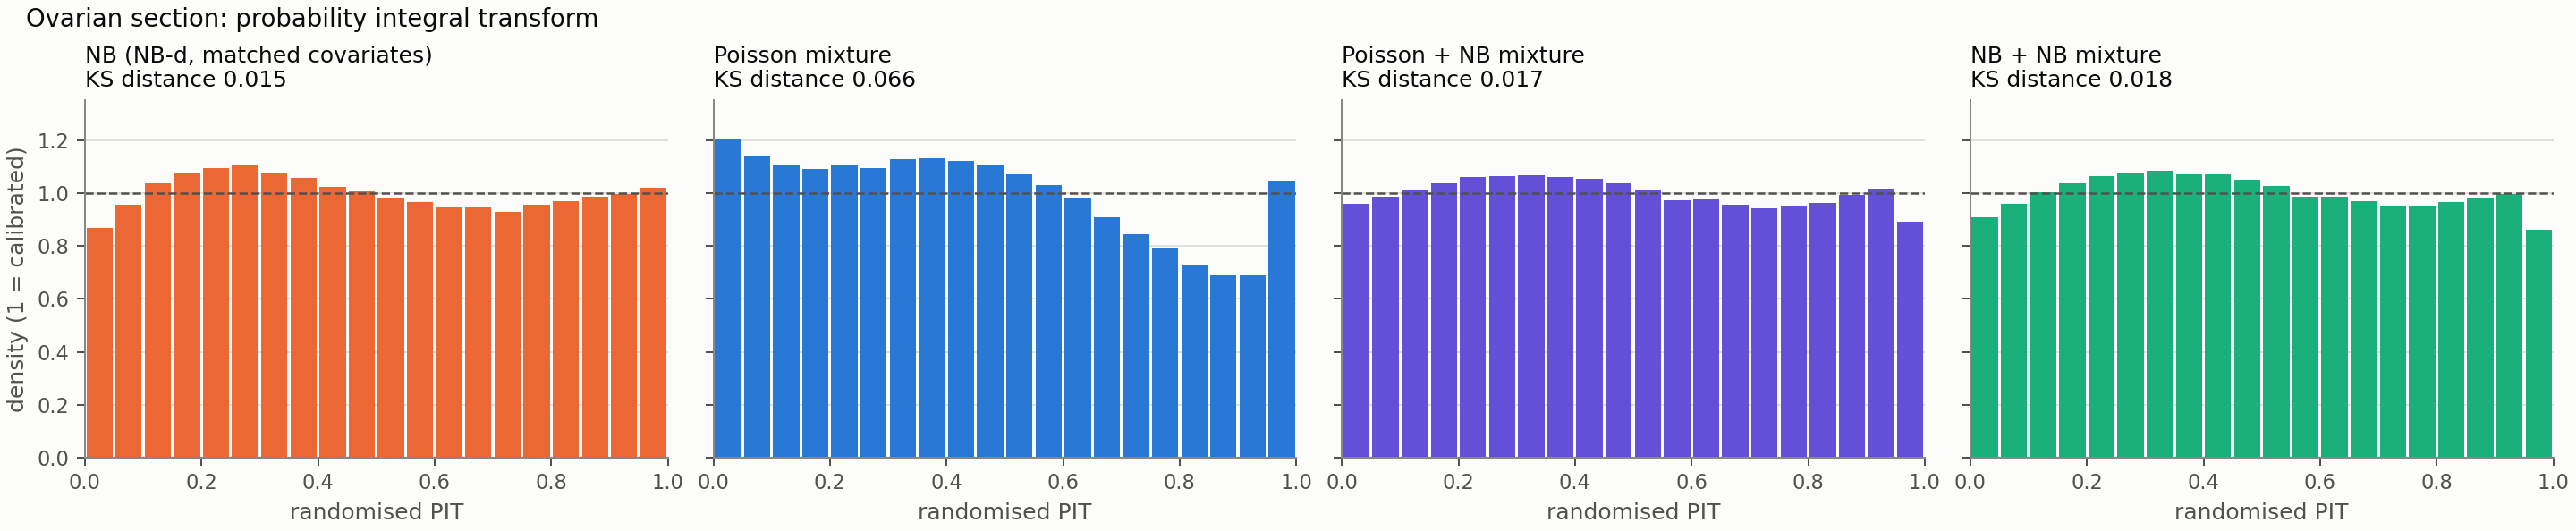 Ovarian section: probability integral transform
NB (NB-d, matched covariates)
KS distance 0.015
Poisson mixture
KS distance 0.066
Poisson + NB mixture
KS distance 0.017
NB + NB mixture
KS distance 0.018
density (1 = calibrated)
1.2
1.0
0.8
0.6
0.4
0.2
0.0
0.0 0.2 0.4 0.6 0.8 1.0
0.0 0.2 0.4 0.6 0.8 1.0
0.0 0.2 0.4 0.6 0.8 1.0
0.0 0.2 0.4 0.6 0.8 1.0
randomised PIT
randomised PIT
randomised PIT
randomised PIT